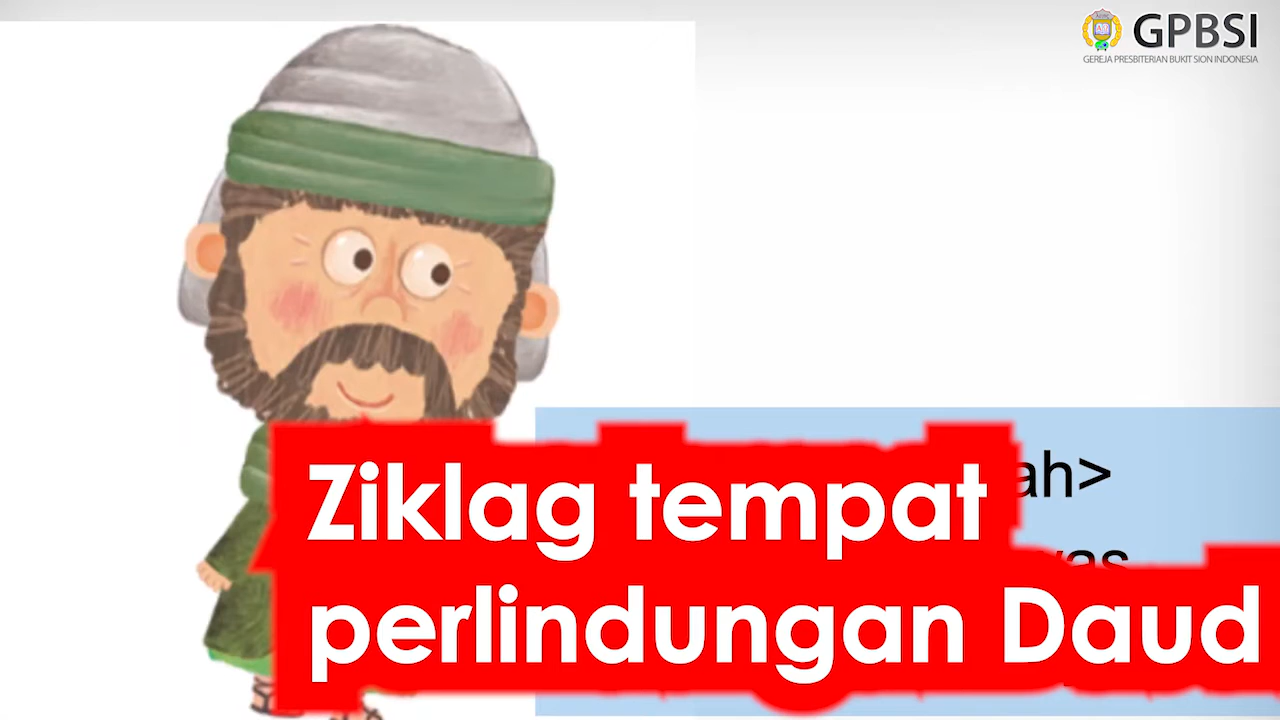 GPBSI
GEREJA PRESBITERIAN BUKIT SION INDONESIA
Ziklag tempat
perlindungan Daud